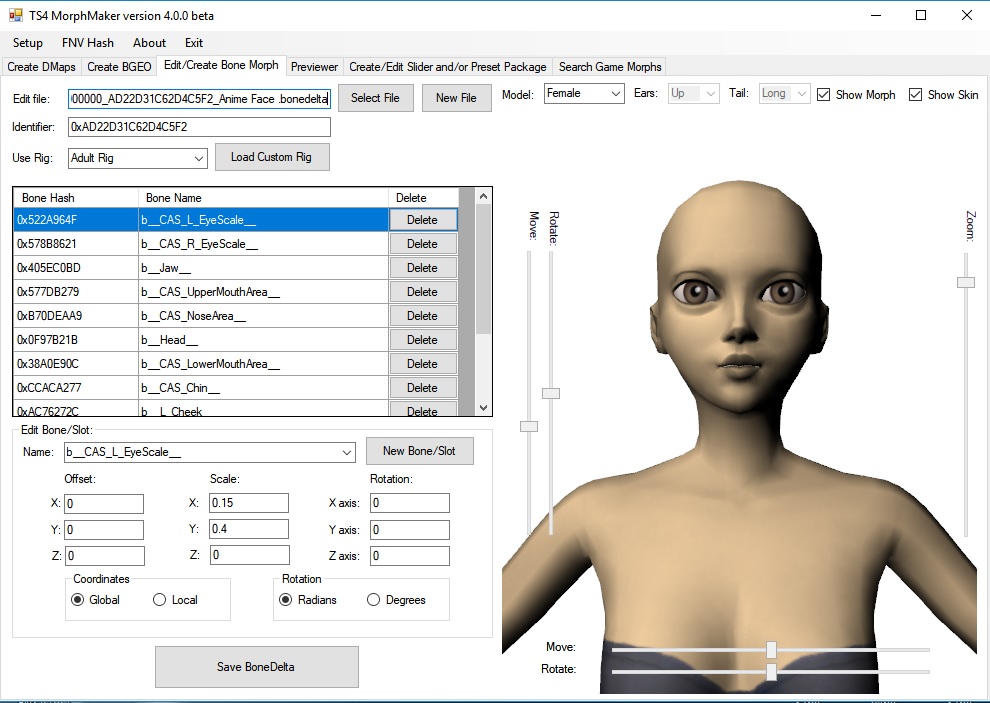 TS4 MorphMaker version 4.0.0 beta
Setup FNV Hash About Exit
Create DMaps Create BGEO Edit/Create Bone Morph Previewer Create/Edit Slider and/or Preset Package Search Game Morphs
Edit file: 00000_AD22D31C62D4C5F2_Anime Face .bonedelta Select File New File Model: Female Ears: Up Tail: Long Show Morph Show Skin
Identifier: 0xAD22D31C62D4C5F2
Use Rig: Adult Rig Load Custom Rig
Bone Hash Bone Name Delete
0x522A964F b__CAS_L_EyeScale__ Delete
0x578B8621 b__CAS_R_EyeScale__ Delete
0x405EC0BD b__Jaw__ Delete
0x577DB279 b__CAS_UpperMouthArea__ Delete
0xB70DEAA9 b__CAS_NoseArea__ Delete
0x0F97B21B b__Head__ Delete
0x38A0E90C b__CAS_LowerMouthArea__ Delete
0xCCACA277 b__CAS_Chin__ Delete
0xAC76272C b__L_Cheek Delete
Move: Rotate: Zoom:
Edit Bone/Slot:
Name: b__CAS_L_EyeScale__ New Bone/Slot
Offset: Scale: Rotation:
X: 0 X: 0.15 X axis: 0
Y: 0 Y: 0.4 Y axis: 0
Z: 0 Z: 0 Z axis: 0
Coordinates Rotation
Global Local Radians Degrees
Move:
Save BoneDelta Rotate: